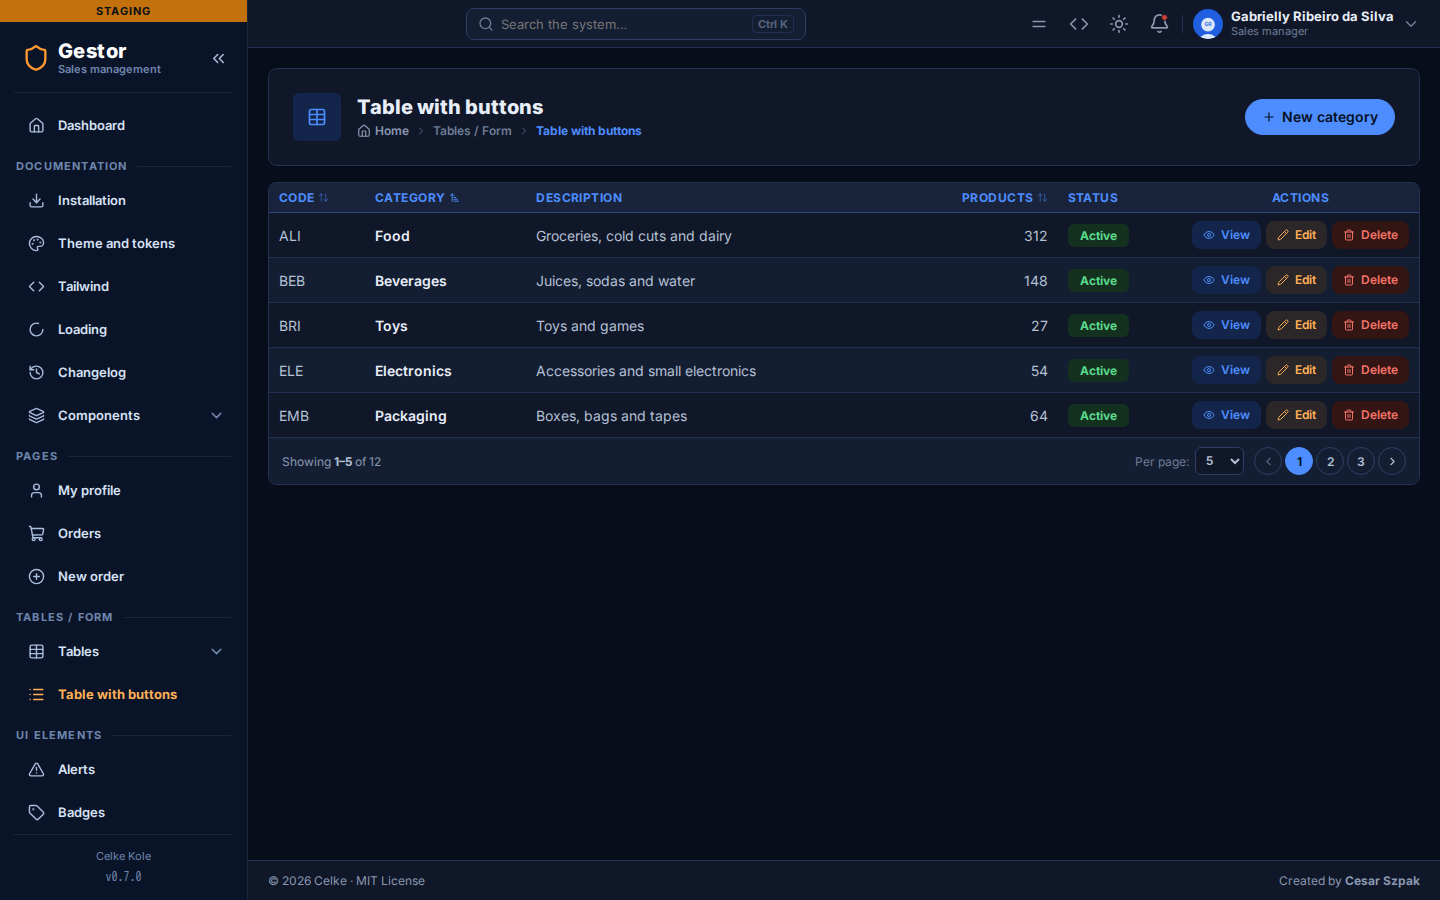 STAGING
Gestor
Sales management
Dashboard
DOCUMENTATION
Installation
Theme and tokens
Tailwind
Loading
Changelog
Components
PAGES
My profile
Orders
New order
TABLES / FORM
Tables
Table with buttons
UI ELEMENTS
Alerts
Badges
Celke Kole
v0.7.0
Search the system...
Ctrl K
GR
Gabrielly Ribeiro da Silva
Sales manager
Table with buttons
Home Tables / Form Table with buttons
New category
CODE CATEGORY DESCRIPTION PRODUCTS STATUS ACTIONS
ALI Food Groceries, cold cuts and dairy 312 Active View Edit Delete
BEB Beverages Juices, sodas and water 148 Active View Edit Delete
BRI Toys Toys and games 27 Active View Edit Delete
ELE Electronics Accessories and small electronics 54 Active View Edit Delete
EMB Packaging Boxes, bags and tapes 64 Active View Edit Delete
Showing 1–5 of 12
Per page: 5 1 2 3
© 2026 Celke · MIT License
Created by Cesar Szpak